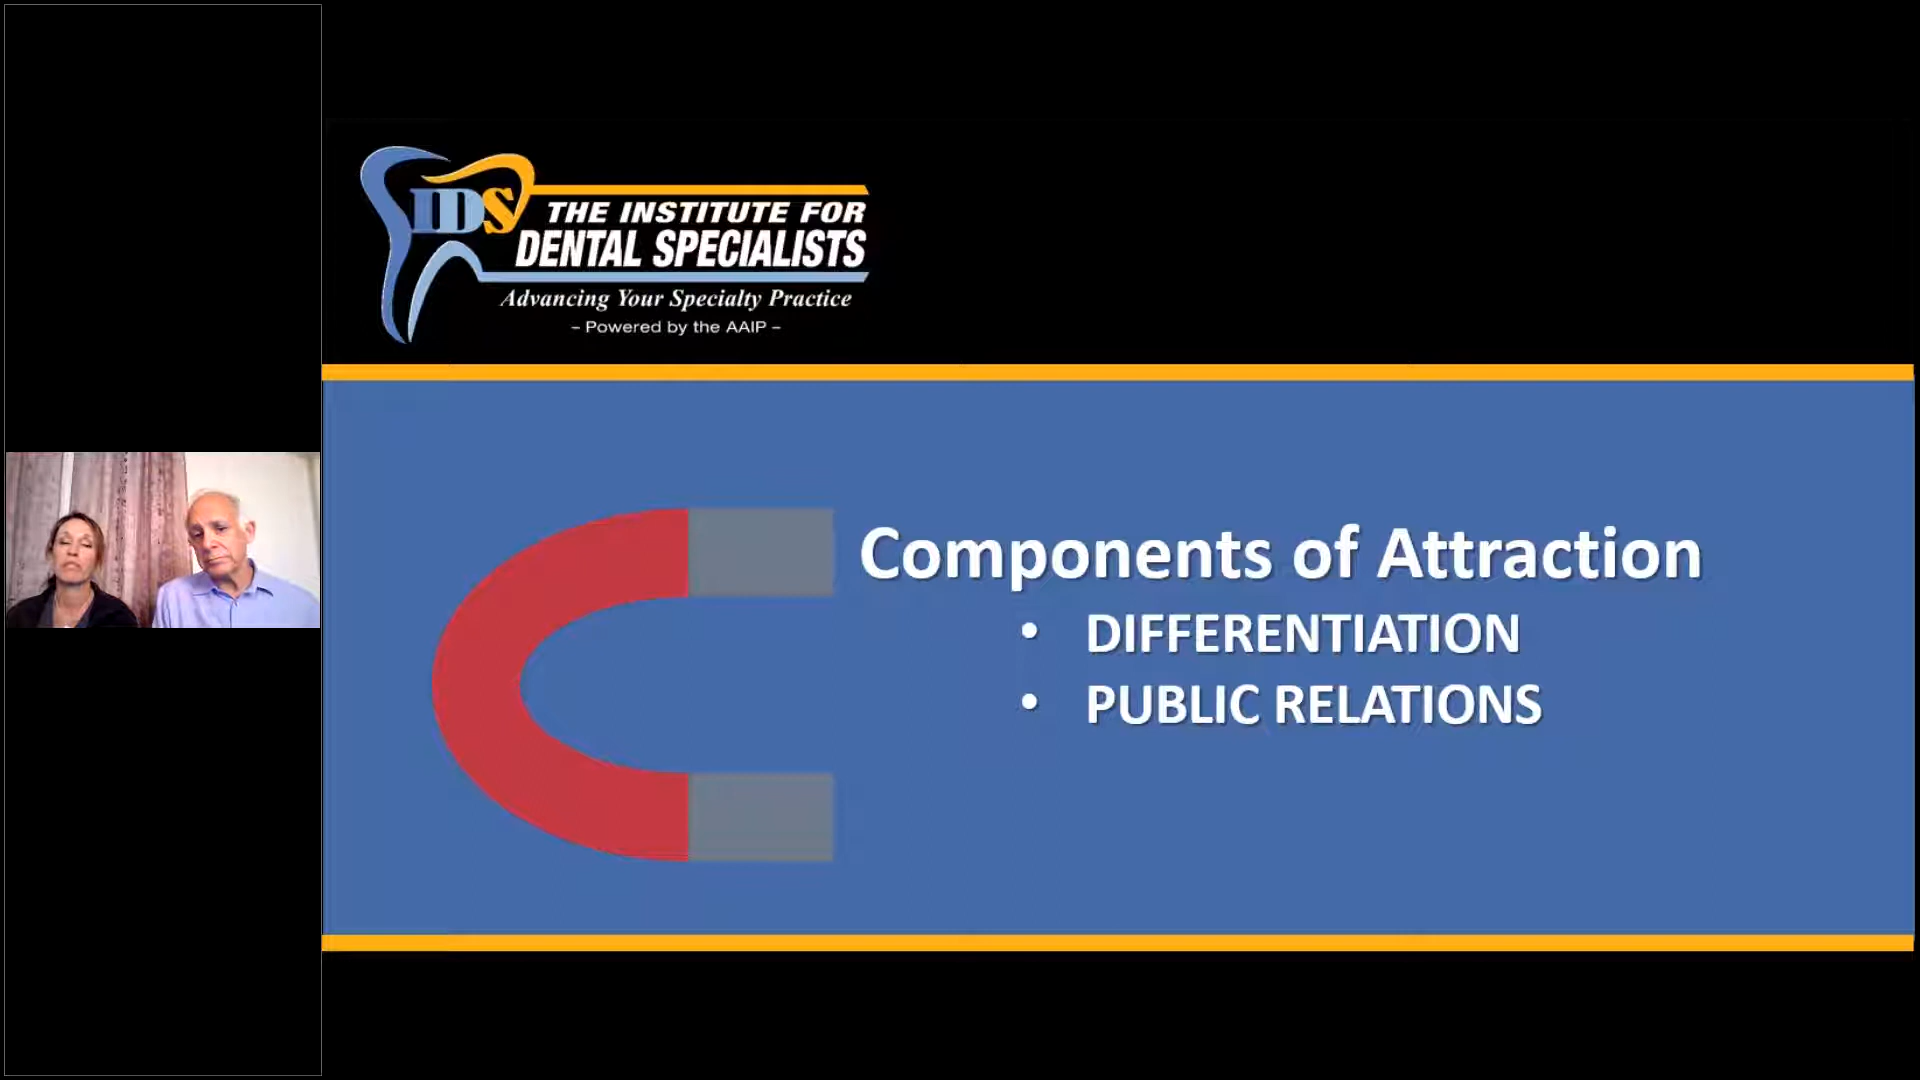 IDS
THE INSTITUTE FOR
DENTAL SPECIALISTS
Advancing Your Specialty Practice
– Powered by the AAIP –
Components of Attraction
• DIFFERENTIATION
• PUBLIC RELATIONS